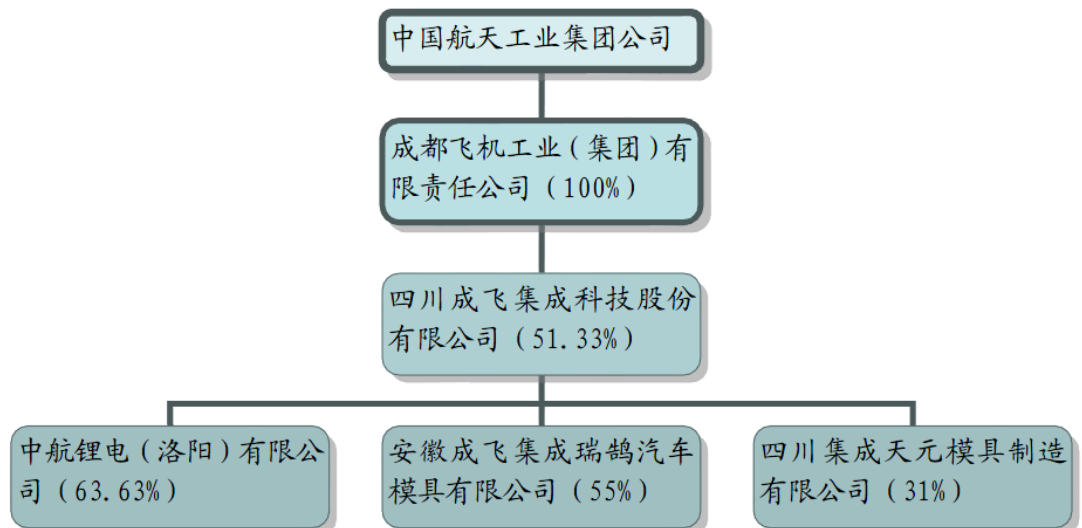 中国航天工业集团公司
成都飞机工业（集团）有
限责任公司（100%）
四川成飞集成科技股份
有限公司（51.33%）
中航锂电（洛阳）有限公
司（63.63%）
安徽成飞集成瑞鹄汽车
模具有限公司（55%）
四川集成天元模具制造
有限公司（31%）